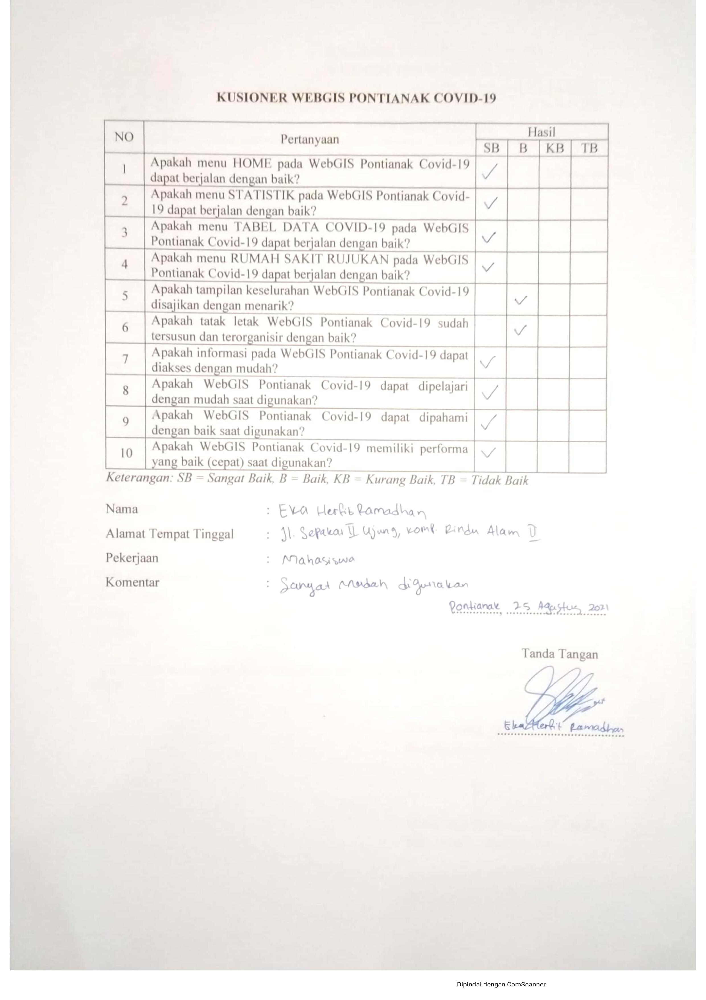 KUSIONER WEBGIS PONTIANAK COVID-19
NO Pertanyaan Hasil
SB B KB TB
1 Apakah menu HOME pada WebGIS Pontianak Covid-19
dapat berjalan dengan baik? ✓
2 Apakah menu STATISTIK pada WebGIS Pontianak Covid-
19 dapat berjalan dengan baik? ✓
3 Apakah menu TABEL DATA COVID-19 pada WebGIS
Pontianak Covid-19 dapat berjalan dengan baik? ✓
4 Apakah menu RUMAH SAKIT RUJUKAN pada WebGIS
Pontianak Covid-19 dapat berjalan dengan baik? ✓
5 Apakah tampilan keselurahan WebGIS Pontianak Covid-19
disajikan dengan menarik? ✓
6 Apakah tatak letak WebGIS Pontianak Covid-19 sudah
tersusun dan terorganisir dengan baik? ✓
7 Apakah informasi pada WebGIS Pontianak Covid-19 dapat
diakses dengan mudah? ✓
8 Apakah WebGIS Pontianak Covid-19 dapat dipelajari
dengan mudah saat digunakan? ✓
9 Apakah WebGIS Pontianak Covid-19 dapat dipahami
dengan baik saat digunakan? ✓
10 Apakah WebGIS Pontianak Covid-19 memiliki performa
yang baik (cepat) saat digunakan? ✓
Keterangan: SB = Sangat Baik, B = Baik, KB = Kurang Baik, TB = Tidak Baik
Nama : Eka Herfit Ramadhan
Alamat Tempat Tinggal : Jl. Sepakat II Ujung, Komp. Rindu Alam II
Pekerjaan : Mahasiswa
Komentar : Sangat mudah digunakan
Pontianak, 25 Agustus 2021
Tanda Tangan
Eka Herfit Ramadhan
Dipindai dengan CamScanner